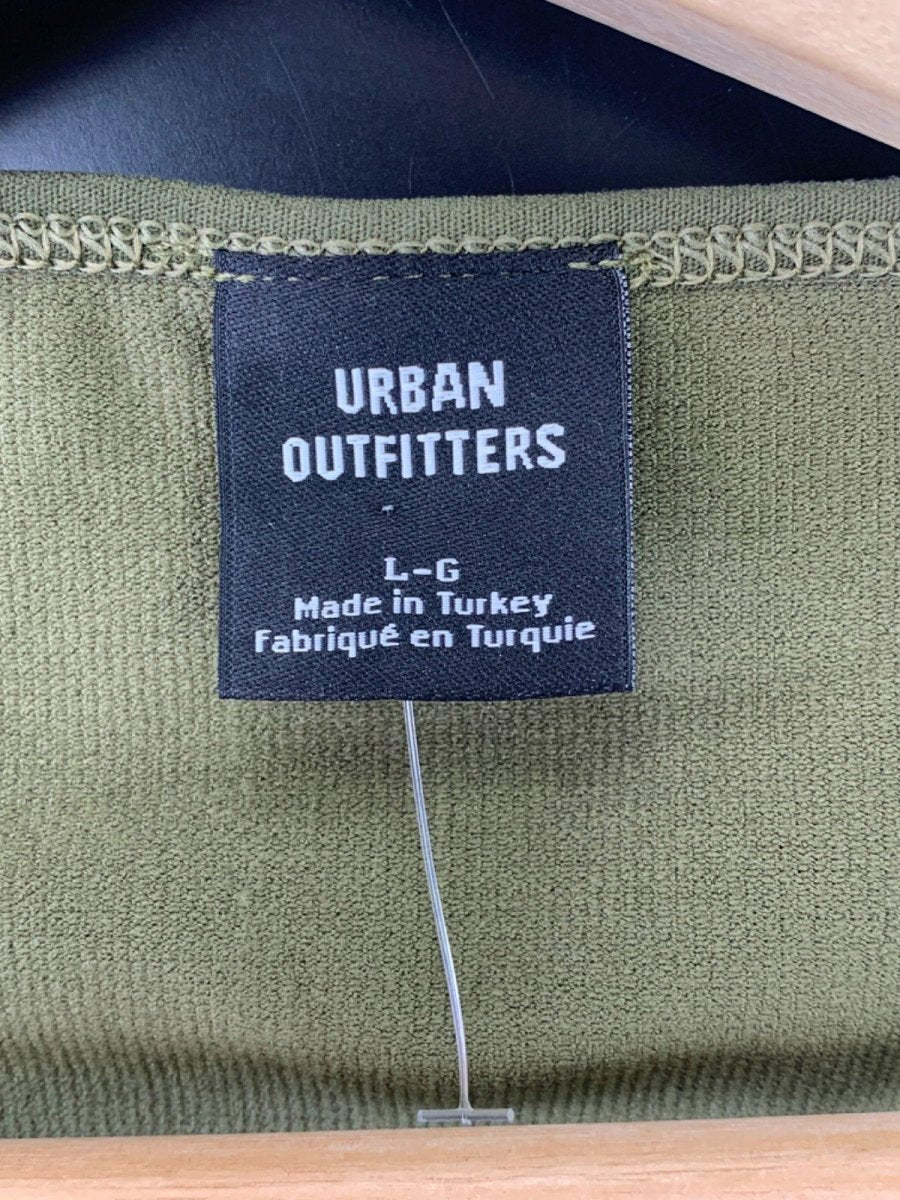 URBAN
OUTFITTERS
L-G
Made in Turkey
Fabriqué en Turquie